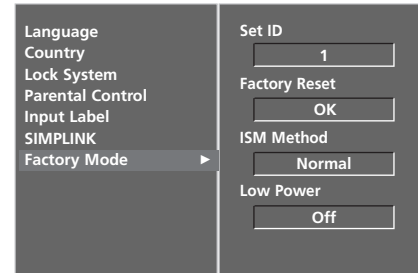 Language
Country
Lock System
Parental Control
Input Label
SIMPLINK
Factory Mode ►
Set ID
1
Factory Reset
OK
ISM Method
Normal
Low Power
Off